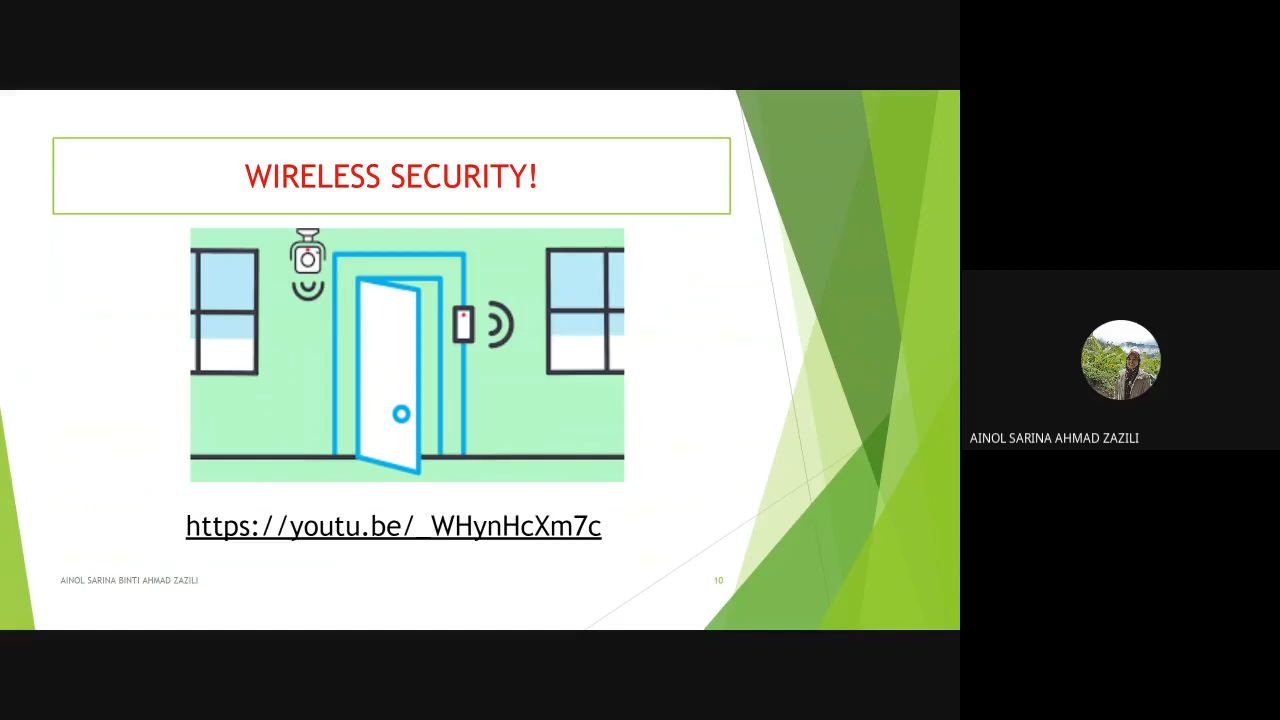 WIRELESS SECURITY!
https://youtu.be/_WHynHcXm7c
AINOL SARINA BINTI AHMAD ZAZILI
10
AINOL SARINA AHMAD ZAZILI